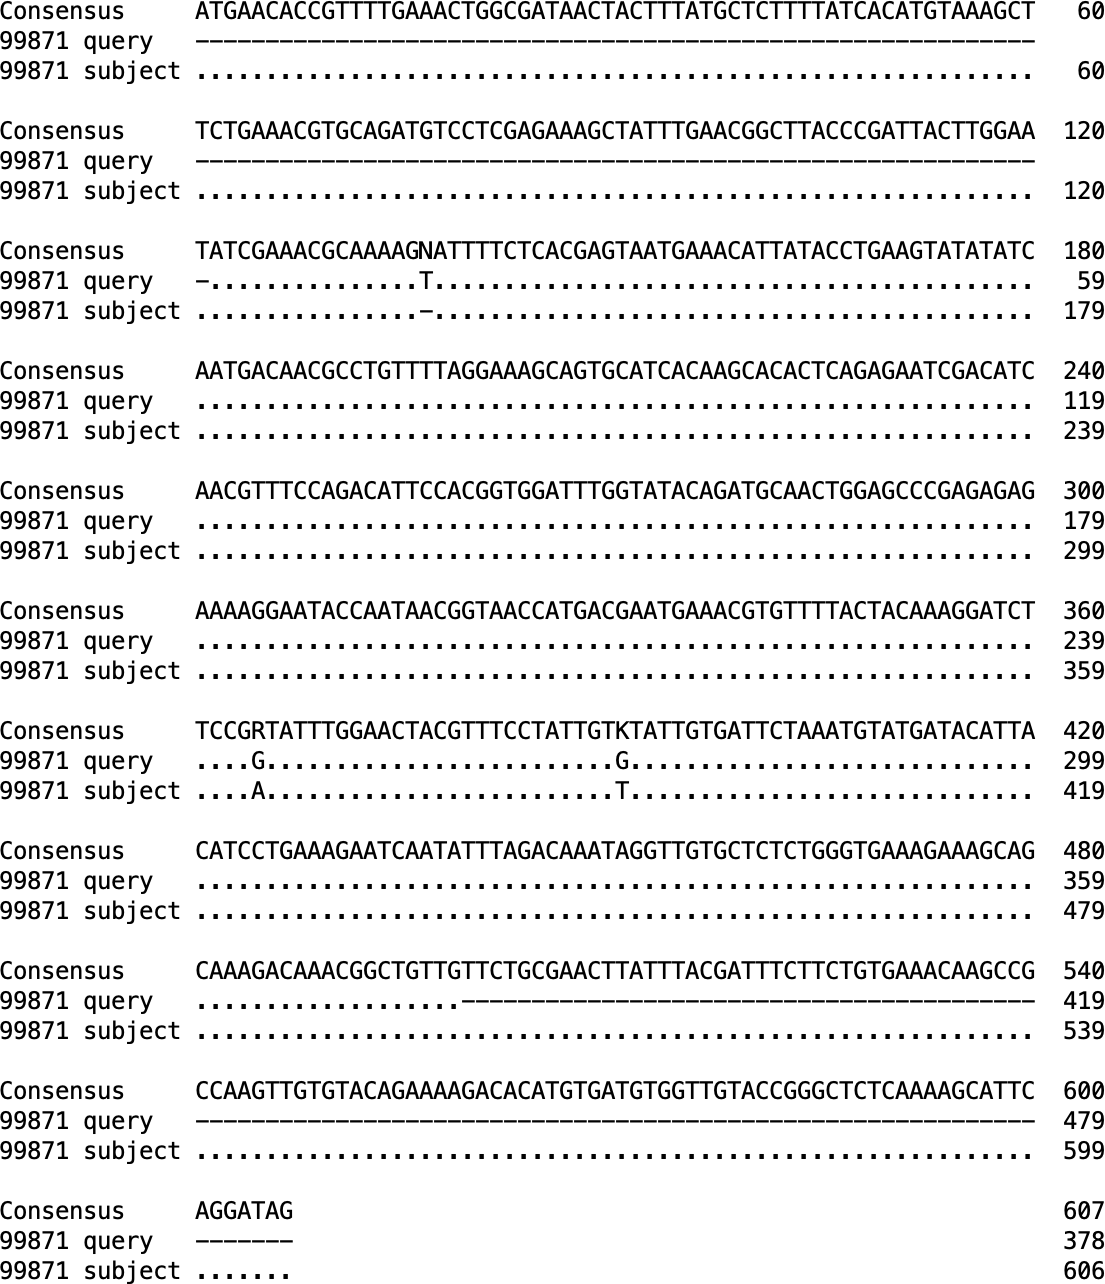 Consensus ATGAACACCGTTTTGAAACTGGCGATAACTACTTTATGCTCTTTTATCACATGTAAAGCT 60
99871 query ------------------------------------------------------------
99871 subject ............................................................ 60
Consensus TCTGAAACGTGCAGATGTCCTCGAGAAAGCTATTTGAACGGCTTACCCGATTACTTGGAA 120
99871 query ------------------------------------------------------------
99871 subject ............................................................ 120
Consensus TATCGAAACGCAAAAGNATTTTCTCACGAGTAATGAAACATTATACCTGAAGTATATATC 180
99871 query -...............T........................................... 59
99871 subject ................-........................................... 179
Consensus AATGACAACGCCTGTTTTAGGAAAGCAGTGCATCACAAGCACACTCAGAGAATCGACATC 240
99871 query ............................................................ 119
99871 subject ............................................................ 239
Consensus AACGTTTCCAGACATTCCACGGTGGATTTGGTATACAGATGCAACTGGAGCCCGAGAGAG 300
99871 query ............................................................ 179
99871 subject ............................................................ 299
Consensus AAAAGGAATACCAATAACGGTAACCATGACGAATGAAACGTGTTTTACTACAAAGGATCT 360
99871 query ............................................................ 239
99871 subject ............................................................ 359
Consensus TCCGRTATTTGGAACTACGTTTCCTATTGTKTATTGTGATTCTAAATGTATGATACATTA 420
99871 query ....G.........................G............................. 299
99871 subject ....A.........................T............................. 419
Consensus CATCCTGAAAGAATCAATATTTAGACAAATAGGTTGTGCTCTCTGGGTGAAAGAAAGCAG 480
99871 query ............................................................ 359
99871 subject ............................................................ 479
Consensus CAAAGACAAACGGCTGTTGTTCTGCGAACTTATTTACGATTTCTTCTGTGAAACAAGCCG 540
99871 query ...................----------------------------------------- 419
99871 subject ............................................................ 539
Consensus CCAAGTTGTGTACAGAAAAGACACATGTGATGTGGTTGTACCGGGCTCTCAAAAGCATTC 600
99871 query ------------------------------------------------------------ 479
99871 subject ............................................................ 599
Consensus AGGATAG 607
99871 query ------- 378
99871 subject ....... 606